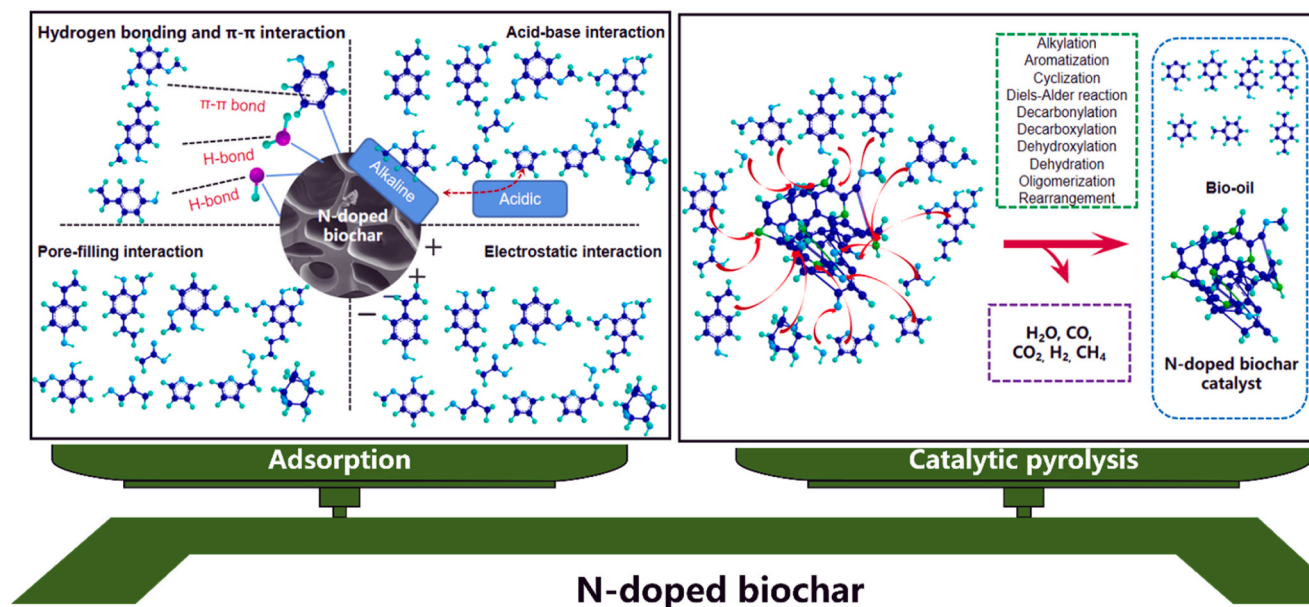 Hydrogen bonding and π-π interaction
π-π bond
H-bond
H-bond
Acid-base interaction
Alkaline
Acidic
N-doped
biochar
Pore-filling interaction
Electrostatic interaction
+
+
+
−
−
Adsorption
Alkylation
Aromatization
Cyclization
Diels-Alder reaction
Decarbonylation
Decarboxylation
Dehydroxylation
Dehydration
Oligomerization
Rearrangement
H₂O, CO,
CO₂, H₂, CH₄
Bio-oil
N-doped biochar
catalyst
Catalytic pyrolysis
N-doped biochar